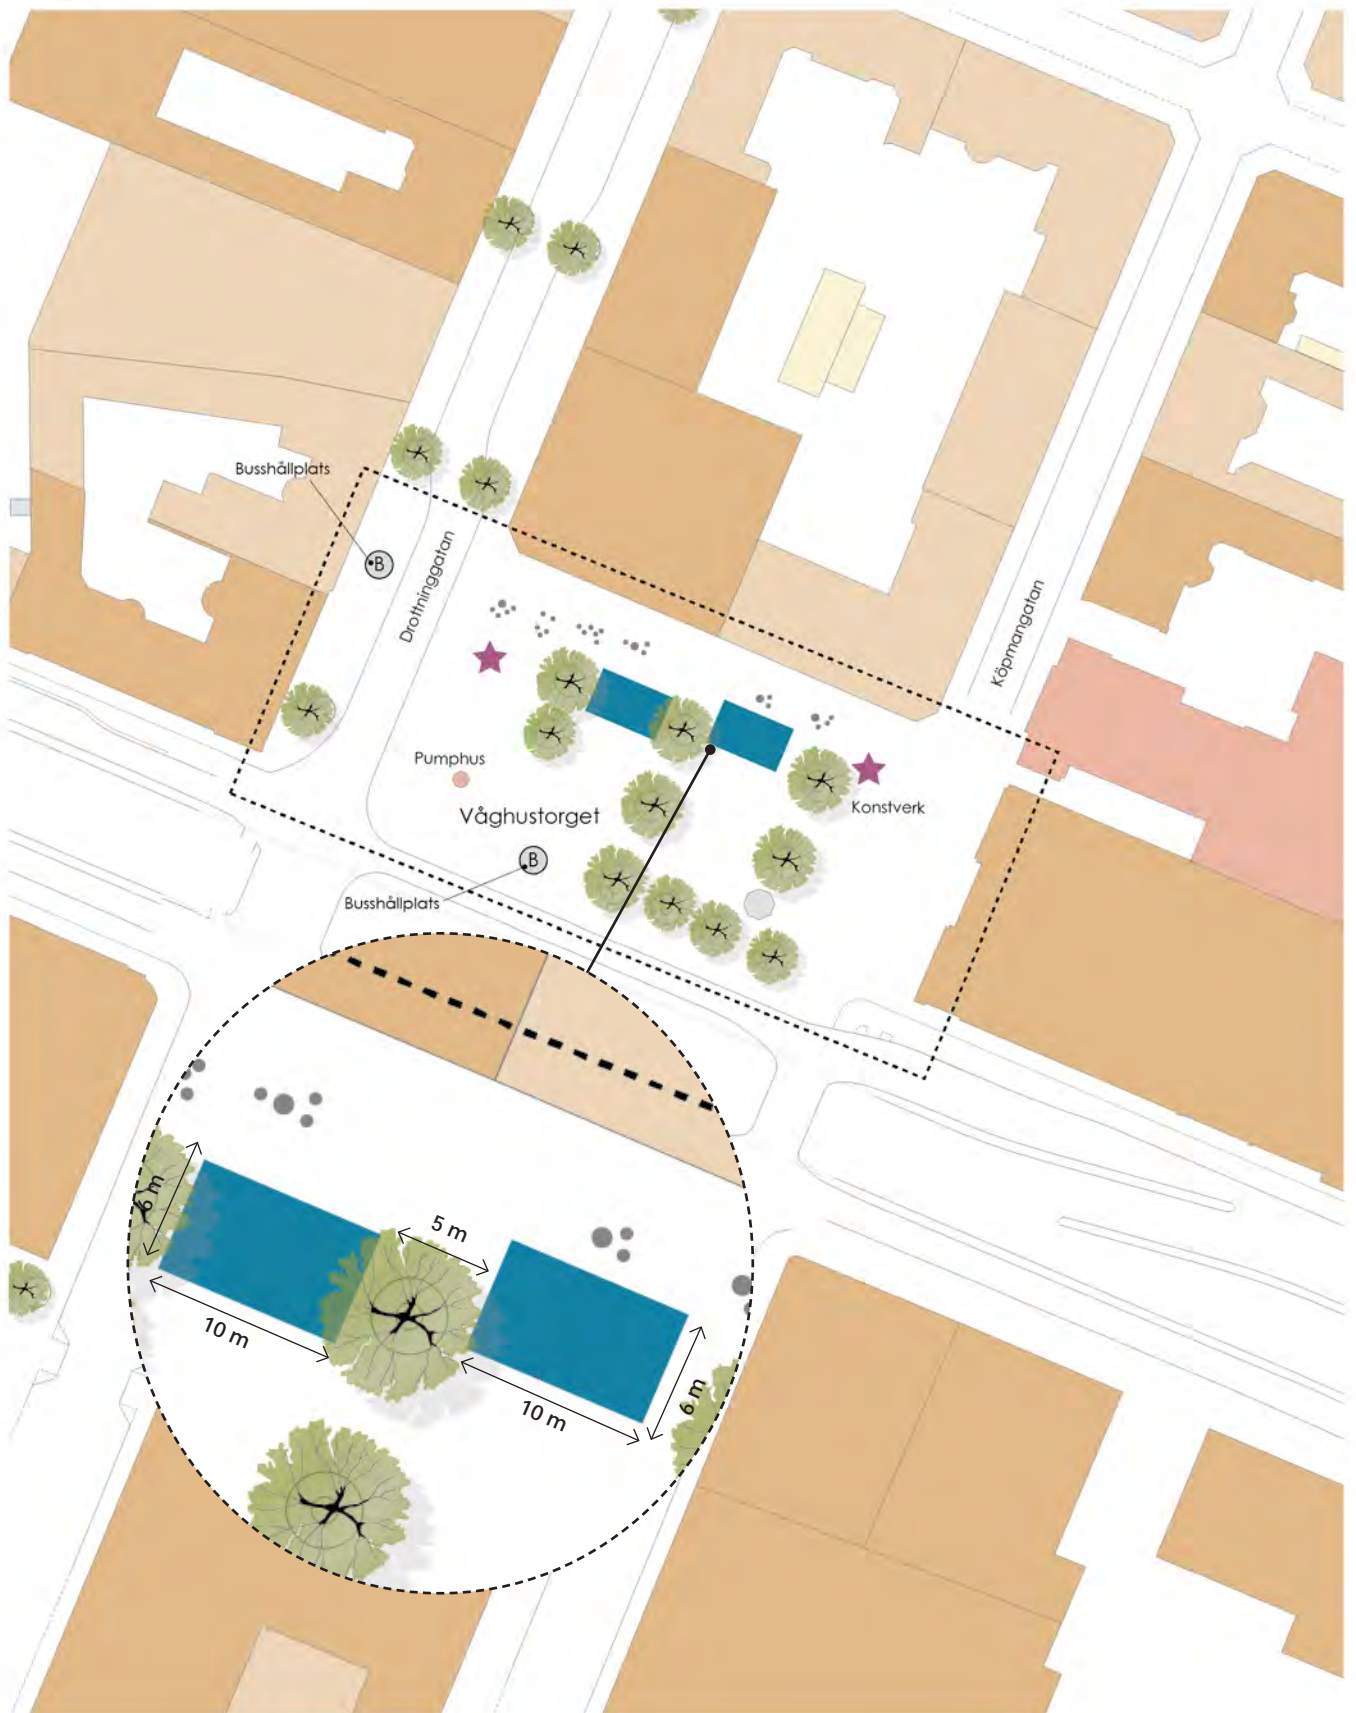 Busshållplats
B
Drottninggatan
Köpmangatan
Pumphus
Våghustorget
Konstverk
B
Busshållplats
6 m
5 m
10 m
6 m
10 m